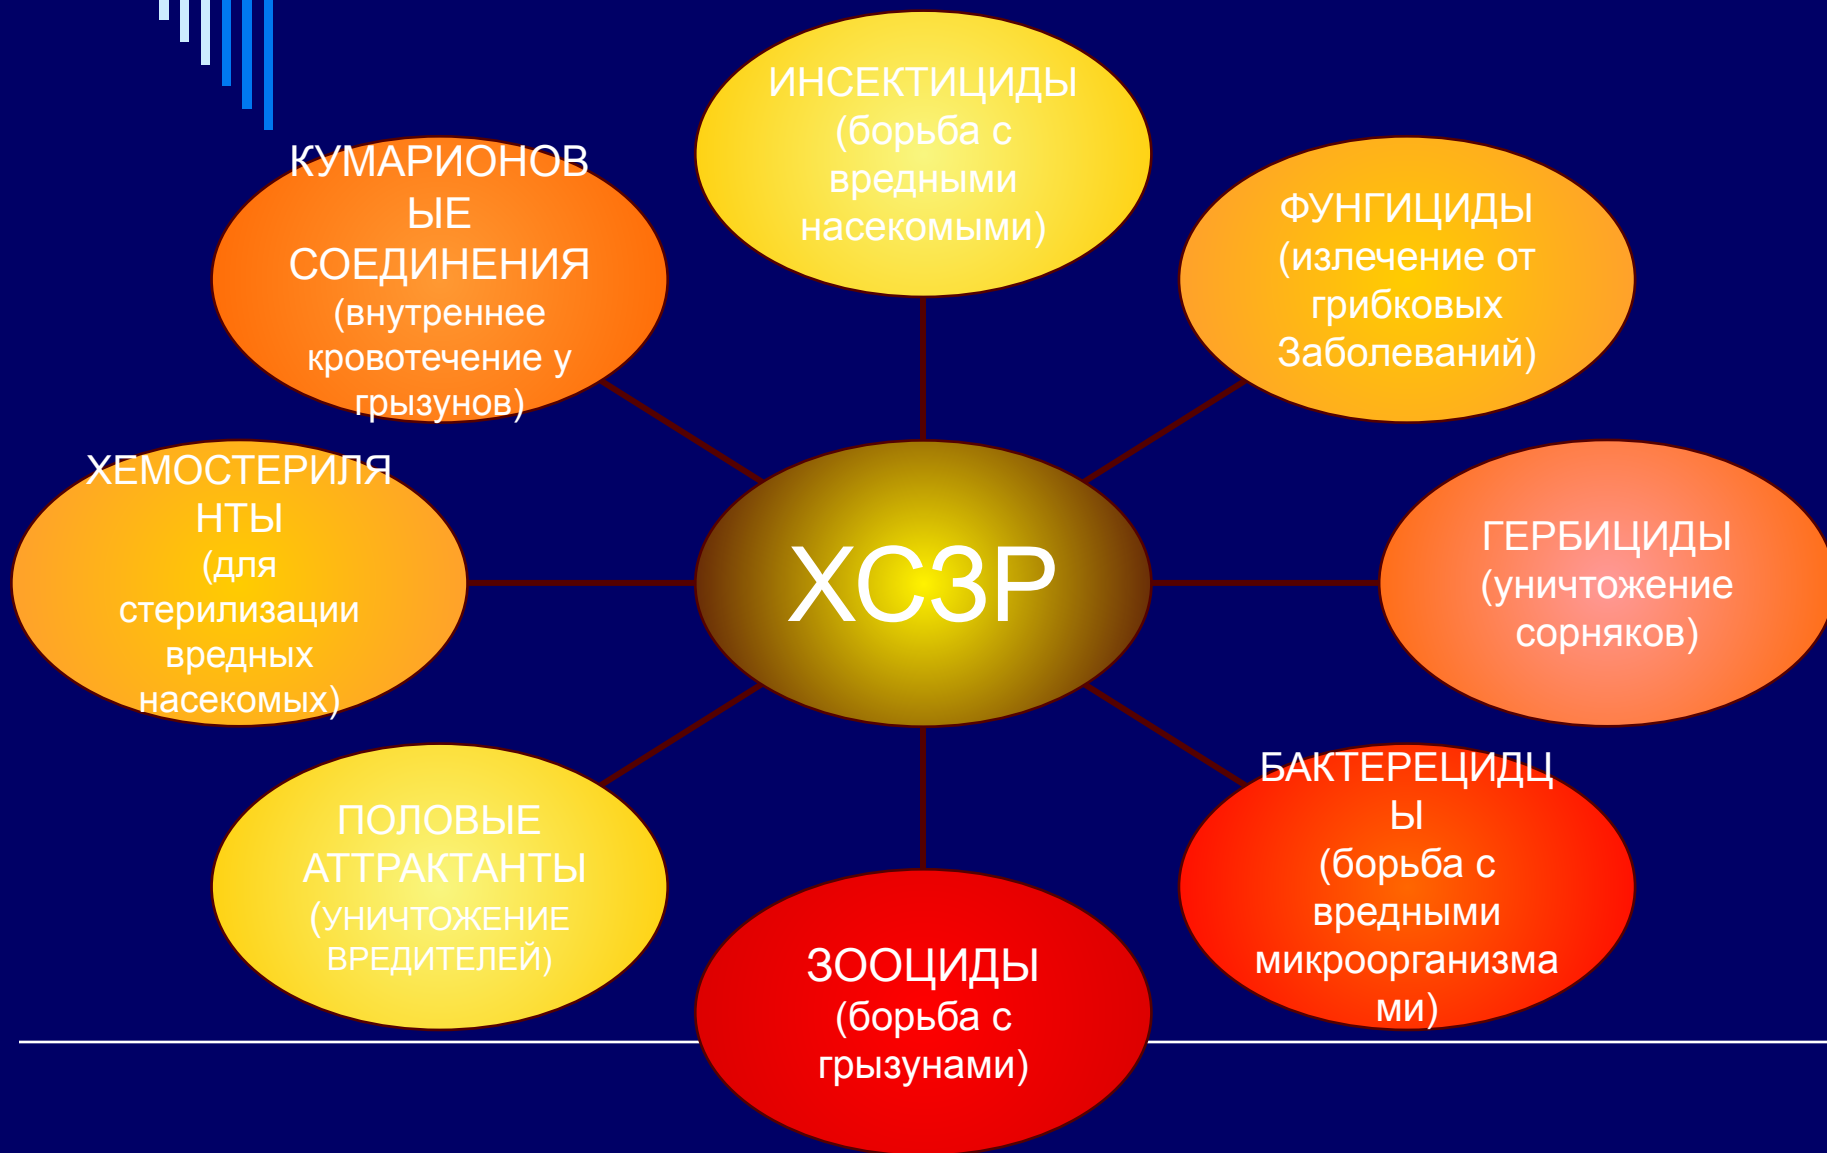 ИНСЕКТИЦИДЫ
(борьба с
вредными
насекомыми)
КУМАРИОНОВ
ЫЕ
СОЕДИНЕНИЯ
(внутреннее
кровотечение у
грызунов)
ФУНГИЦИДЫ
(излечение от
грибковых
Заболеваний)
ХЕМОСТЕРИЛЯ
НТЫ
(для
стерилизации
вредных
насекомых)
ХСЗР
ГЕРБИЦИДЫ
(уничтожение
сорняков)
ПОЛОВЫЕ
АТТРАКТАНТЫ
(УНИЧТОЖЕНИЕ
ВРЕДИТЕЛЕЙ)
БАКТЕРЕЦИДЦ
Ы
(борьба с
вредными
микроорганизма
ми)
ЗООЦИДЫ
(борьба с
грызунами)